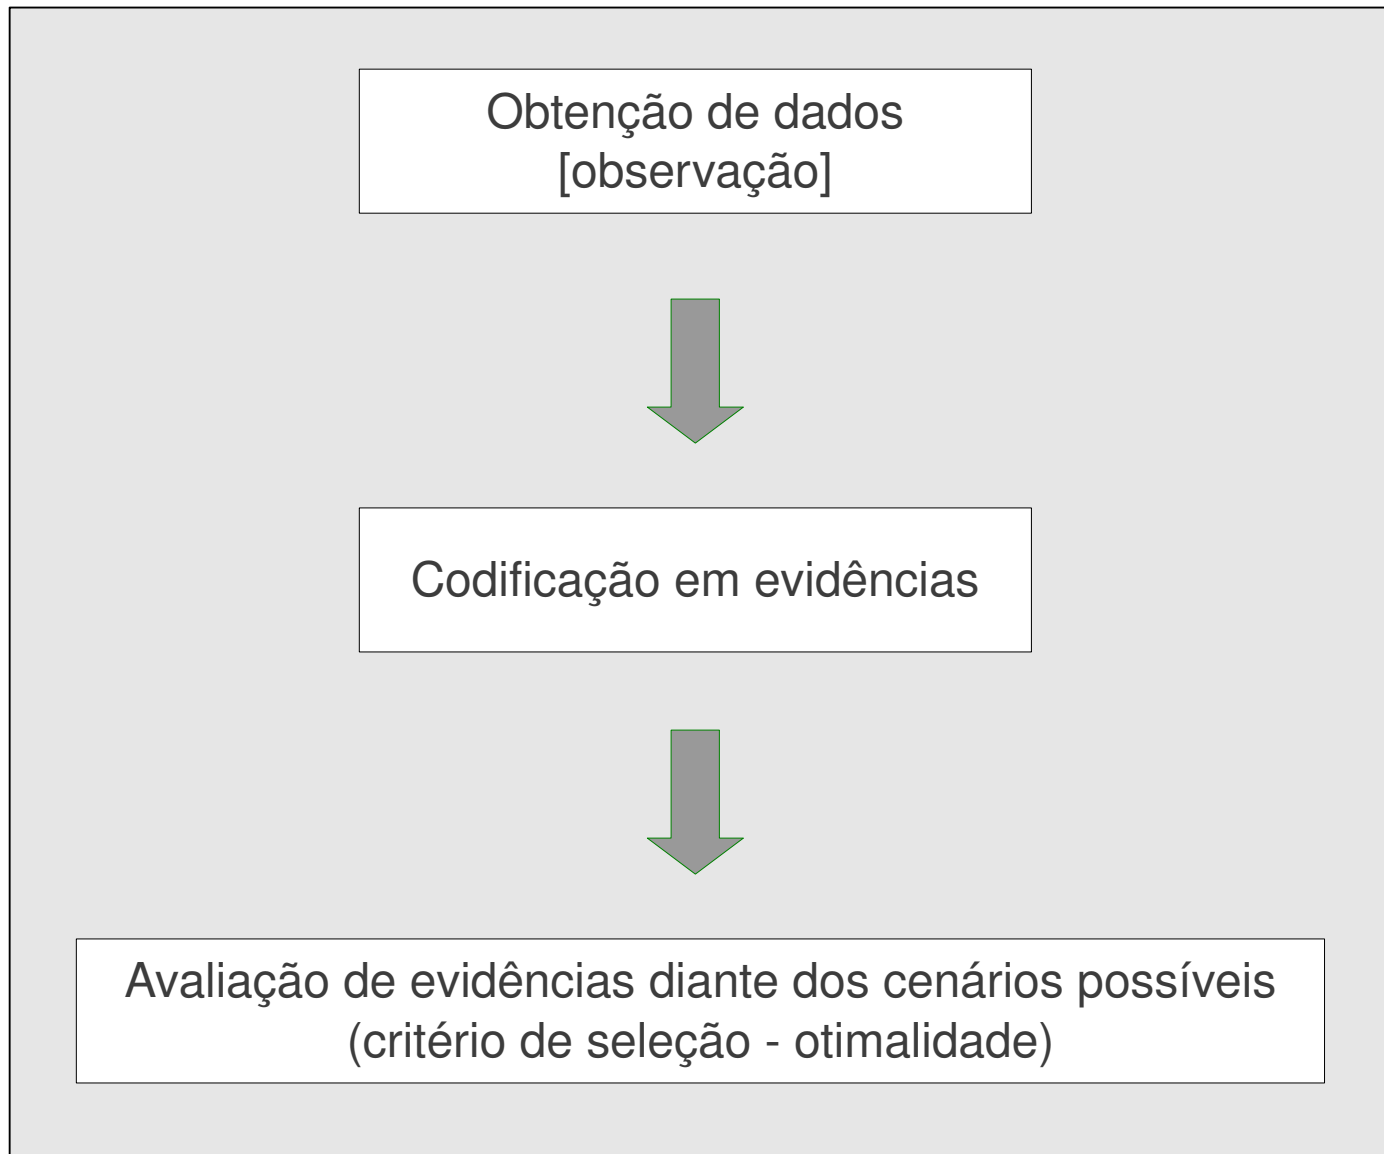 Obtenção de dados
[observação]
Codificação em evidências
Avaliação de evidências diante dos cenários possíveis
(critério de seleção - otimalidade)